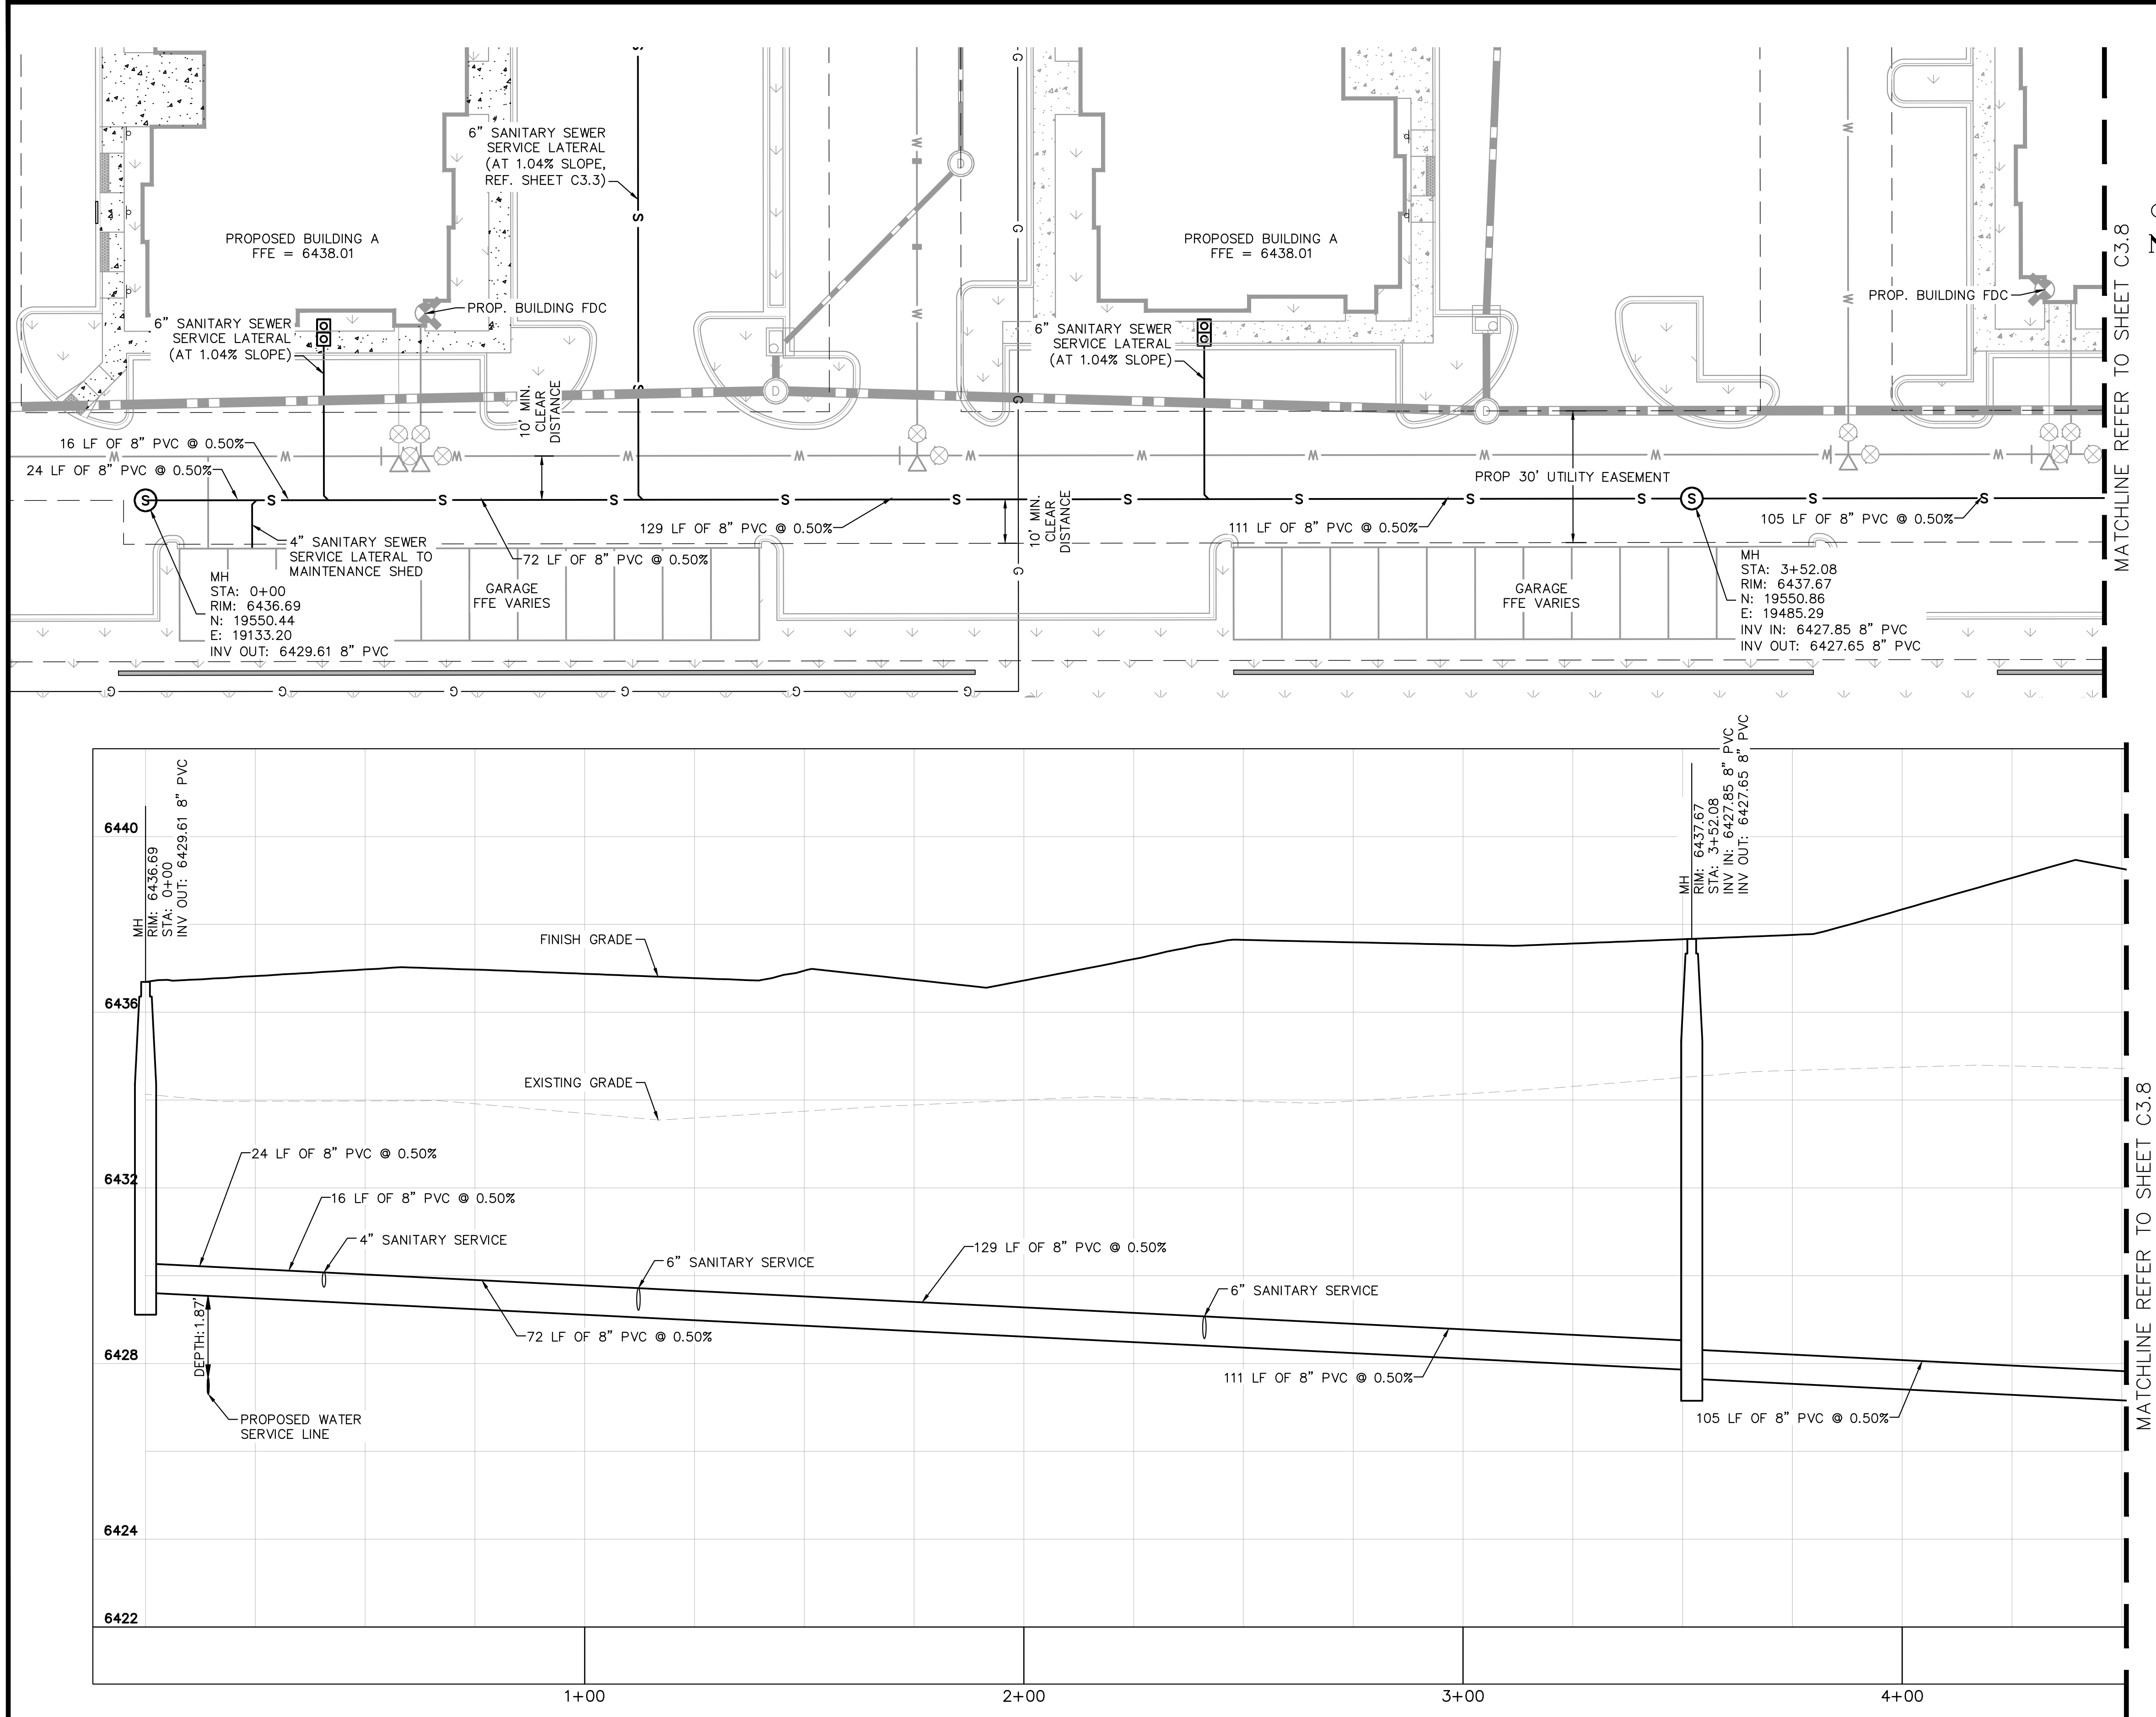 6" SANITARY SEWER
SERVICE LATERAL
(AT 1.04% SLOPE,
REF. SHEET C3.3)
PROPOSED BUILDING A
FFE = 6438.01
PROPOSED BUILDING A
FFE = 6438.01
PROP. BUILDING FDC
PROP. BUILDING FDC
6" SANITARY SEWER
SERVICE LATERAL
(AT 1.04% SLOPE)
6" SANITARY SEWER
SERVICE LATERAL
(AT 1.04% SLOPE)
10' MIN.
CLEAR
DISTANCE
16 LF OF 8" PVC @ 0.50%
24 LF OF 8" PVC @ 0.50%
PROP 30' UTILITY EASEMENT
10' MIN.
CLEAR
DISTANCE
129 LF OF 8" PVC @ 0.50%
111 LF OF 8" PVC @ 0.50%
105 LF OF 8" PVC @ 0.50%
4" SANITARY SEWER
SERVICE LATERAL TO
MAINTENANCE SHED
72 LF OF 8" PVC @ 0.50%
MH
STA: 0+00
RIM: 6436.69
N: 19550.44
E: 19133.20
INV OUT: 6429.61 8" PVC
GARAGE
FFE VARIES
GARAGE
FFE VARIES
MH
STA: 3+52.08
RIM: 6437.67
N: 19550.86
E: 19485.29
INV IN: 6427.85 8" PVC
INV OUT: 6427.65 8" PVC
MATCHLINE REFER TO SHEET C3.8
MH
RIM: 6436.69
STA: 0+00
INV OUT: 6429.61 8" PVC
MH
RIM: 6437.67
STA: 3+52.08
INV IN: 6427.85 8" PVC
INV OUT: 6427.65 8" PVC
6440
6436
6432
6428
6424
6422
FINISH GRADE
EXISTING GRADE
24 LF OF 8" PVC @ 0.50%
16 LF OF 8" PVC @ 0.50%
4" SANITARY SERVICE
6" SANITARY SERVICE
129 LF OF 8" PVC @ 0.50%
6" SANITARY SERVICE
72 LF OF 8" PVC @ 0.50%
111 LF OF 8" PVC @ 0.50%
105 LF OF 8" PVC @ 0.50%
DEPTH: 1.87'
PROPOSED WATER
SERVICE LINE
MATCHLINE REFER TO SHEET C3.8
1+00
2+00
3+00
4+00